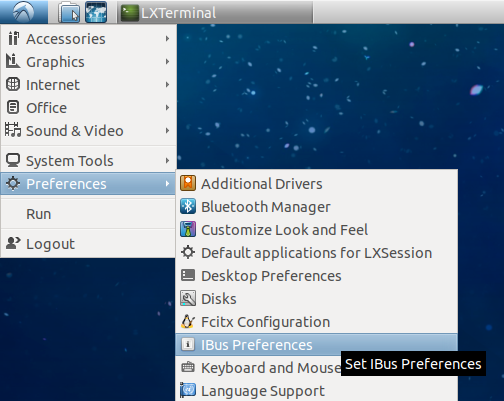 LXTerminal
Accessories
Graphics
Internet
Office
Sound & Video
System Tools
Preferences
Run
Logout
Additional Drivers
Bluetooth Manager
Customize Look and Feel
Default applications for LXSession
Desktop Preferences
Disks
Fcitx Configuration
IBus Preferences
Keyboard and Mouse
Set IBus Preferences
Language Support